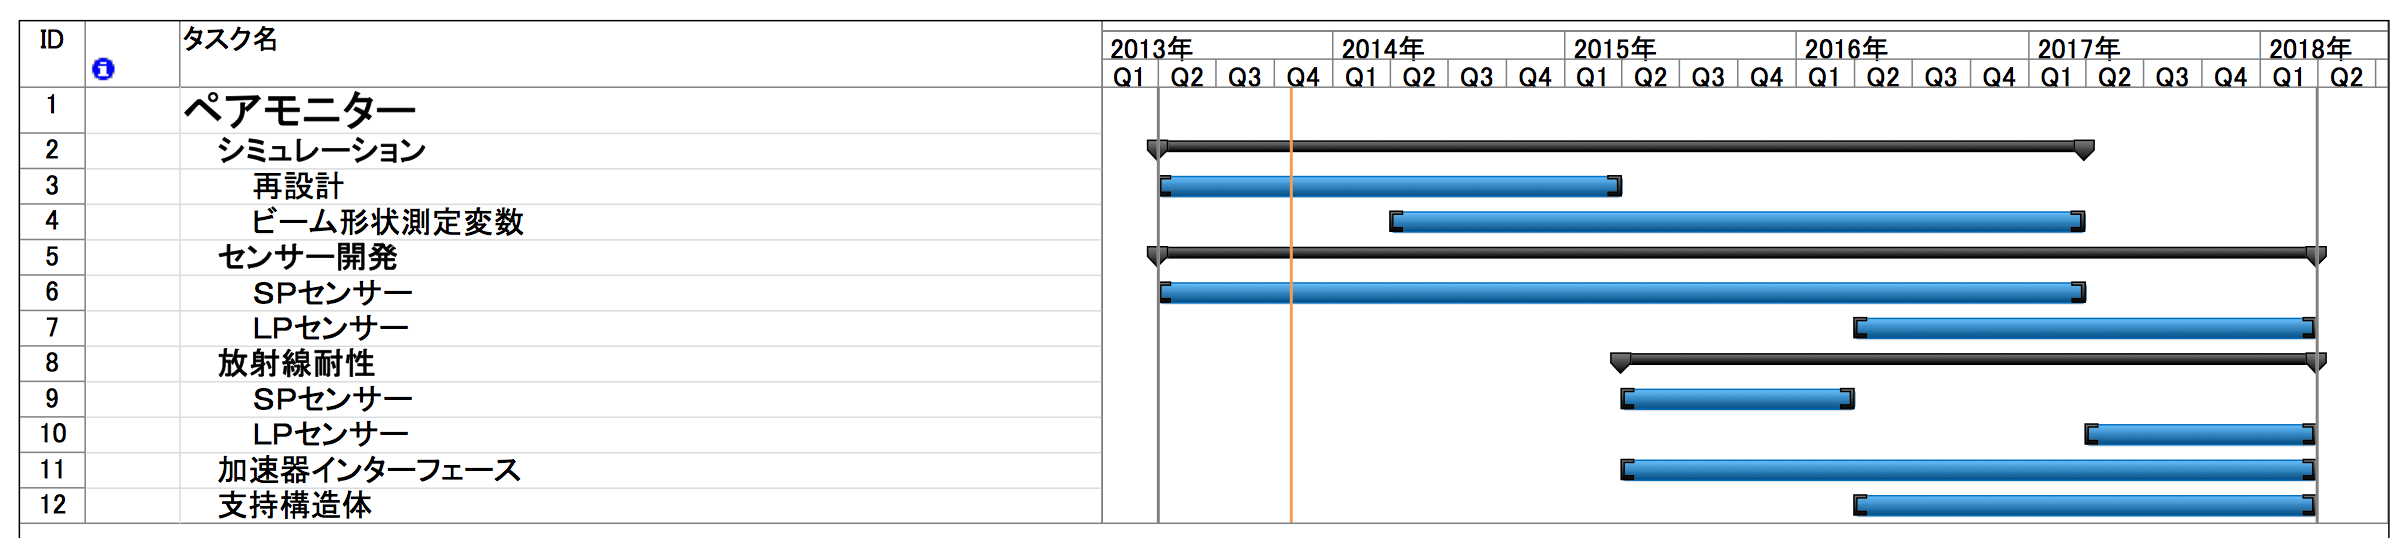 ID タスク名 2013年 2014年 2015年 2016年 2017年 2018年
Q1 Q2 Q3 Q4 Q1 Q2 Q3 Q4 Q1 Q2 Q3 Q4 Q1 Q2 Q3 Q4 Q1 Q2 Q3 Q4 Q1 Q2
1 ペアモニター
2 シミュレーション
3 再設計
4 ビーム形状測定変数
5 センサー開発
6 SPセンサー
7 LPセンサー
8 放射線耐性
9 SPセンサー
10 LPセンサー
11 加速器インターフェース
12 支持構造体